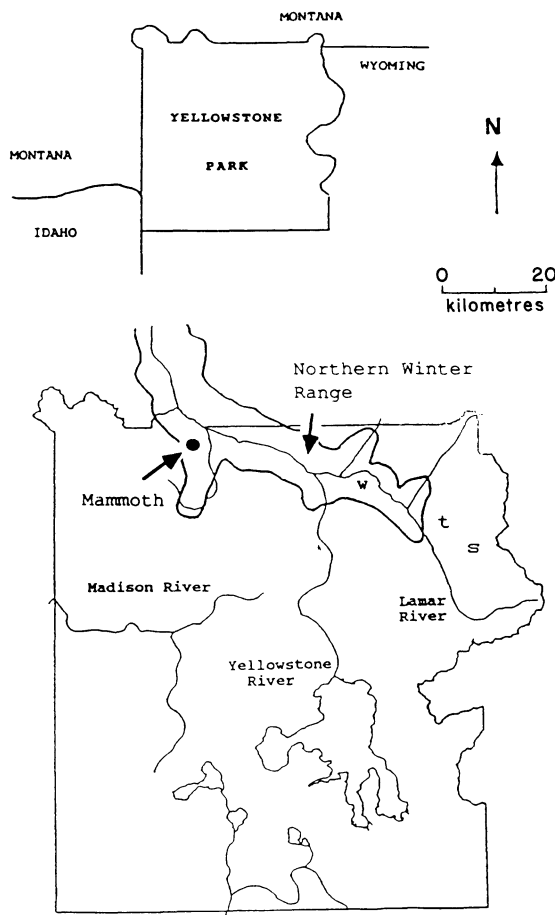 MONTANA
WYOMING
YELLOWSTONE
PARK
N
MONTANA
IDAHO
0 20
kilometres
Northern Winter
Range
Mammoth
w
t
s
Madison River
Lamar
River
Yellowstone
River